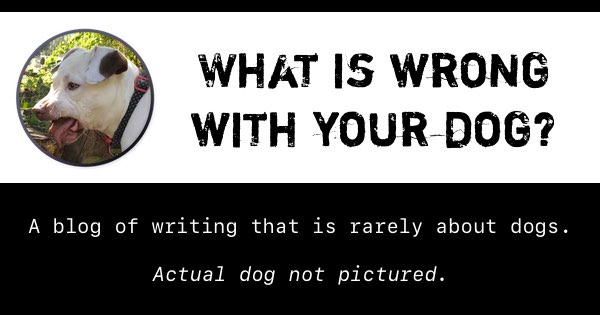 WHAT IS WRONG
WITH YOUR DOG?
A blog of writing that is rarely about dogs.
Actual dog not pictured.